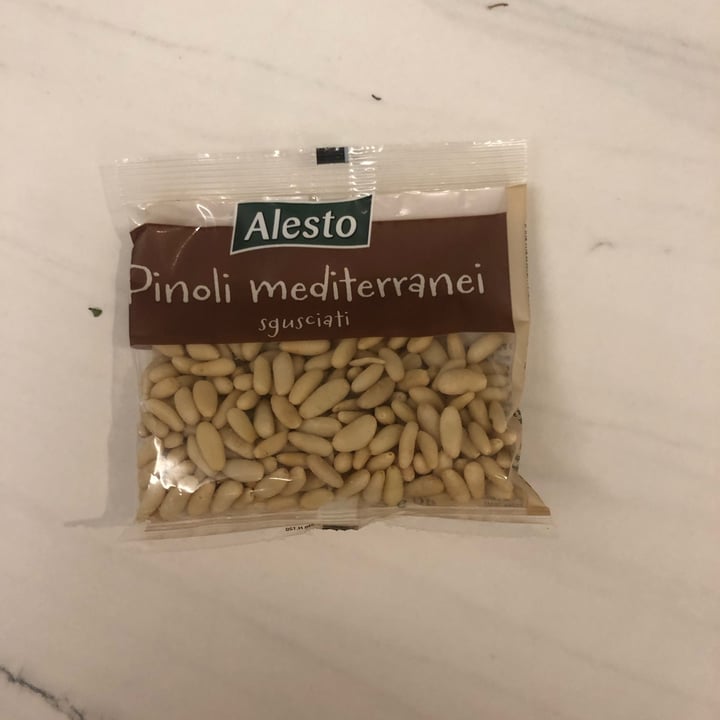 Alesto
Pinoli mediterranei
sgusciati